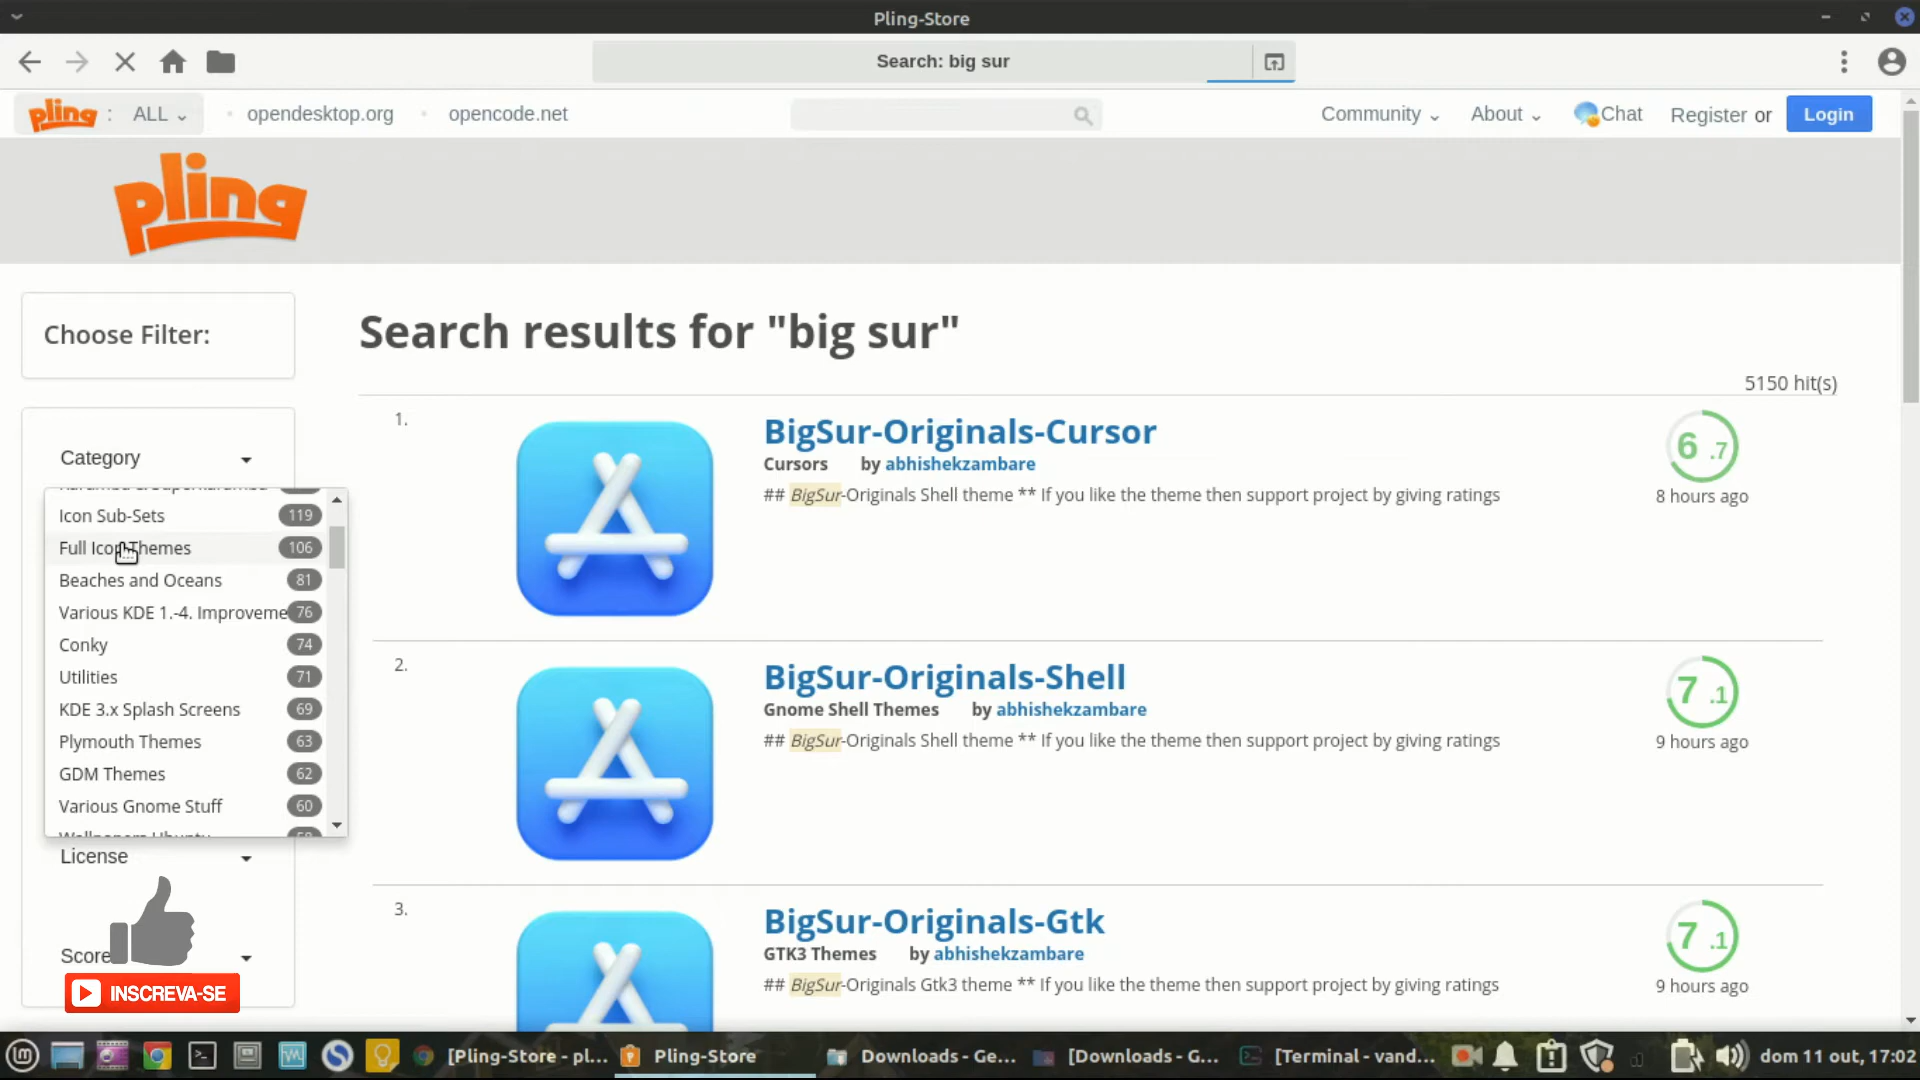 Pling-Store
Search: big sur
pling : ALL
opendesktop.org
opencode.net
Community
About
Chat
Register or
Login
pling
Choose Filter:
Search results for "big sur"
5150 hit(s)
Category
Icon Sub-Sets 119
Full Icon Themes 106
Beaches and Oceans 81
Various KDE 1.-4. Improveme 76
Conky 74
Utilities 71
KDE 3.x Splash Screens 69
Plymouth Themes 63
GDM Themes 62
Various Gnome Stuff 60
License
Score
INSCREVA-SE
1.
BigSur-Originals-Cursor
Cursors by abhishekzambare
## BigSur-Originals Shell theme ** If you like the theme then support project by giving ratings
6 .7
8 hours ago
2.
BigSur-Originals-Shell
Gnome Shell Themes by abhishekzambare
## BigSur-Originals Shell theme ** If you like the theme then support project by giving ratings
7 .1
9 hours ago
3.
BigSur-Originals-Gtk
GTK3 Themes by abhishekzambare
## BigSur-Originals Gtk3 theme ** If you like the theme then support project by giving ratings
7 .1
9 hours ago
[Pling-Store - pl...
Pling-Store
Downloads - Ge...
[Downloads - G...
[Terminal - vand...
dom 11 out, 17:02